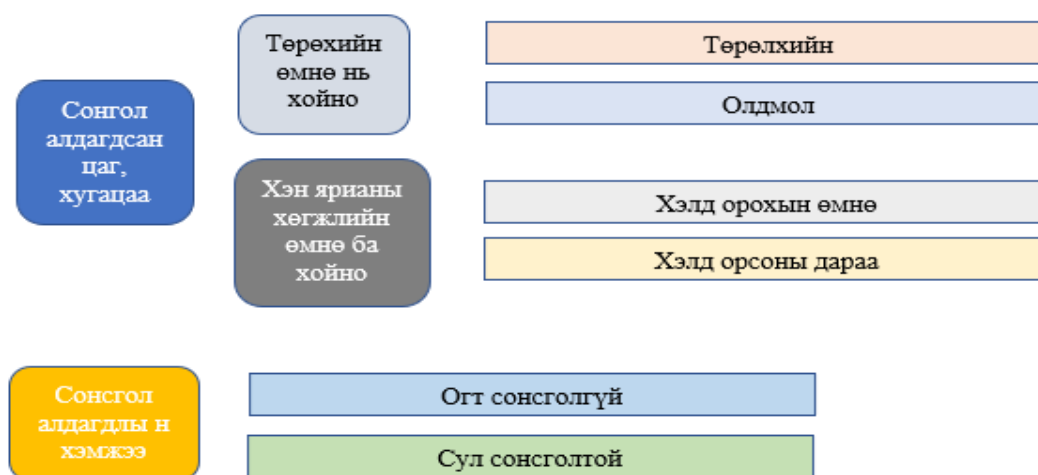 Сонгол
алдагдсан
цаг,
хугацаа
Төрөхийн
өмнө нь
хойно
Төрөлхийн
Олдмол
Хэн ярианы
хөгжлийн
өмнө ба
хойно
Хэлд орохын өмнө
Хэлд орсоны дараа
Сонсгол
алдагдлы н
хэмжээ
Огт сонсголгүй
Сул сонсголтой